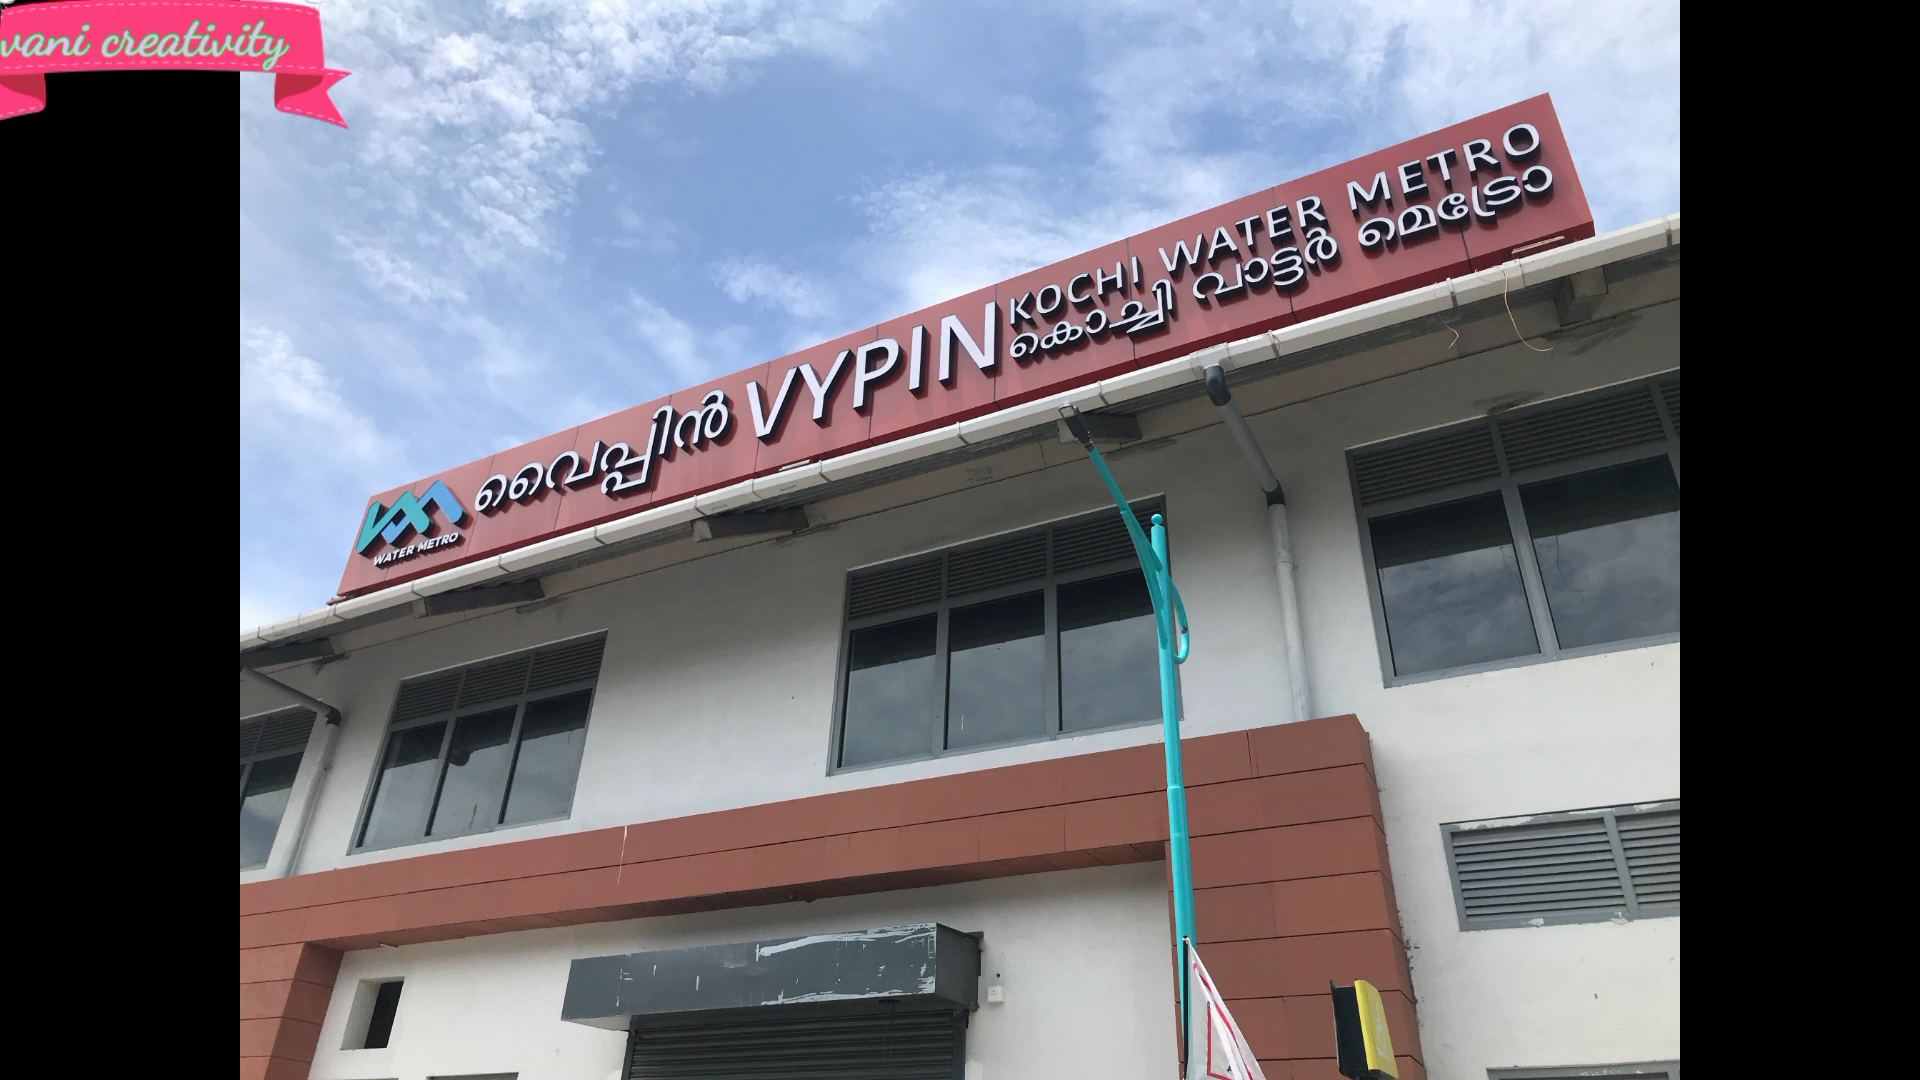 vani creativity
WATER METRO
വൈപ്പിൻ VYPIN
KOCHI WATER METRO
കൊച്ചി വാട്ടർ മെട്രോ